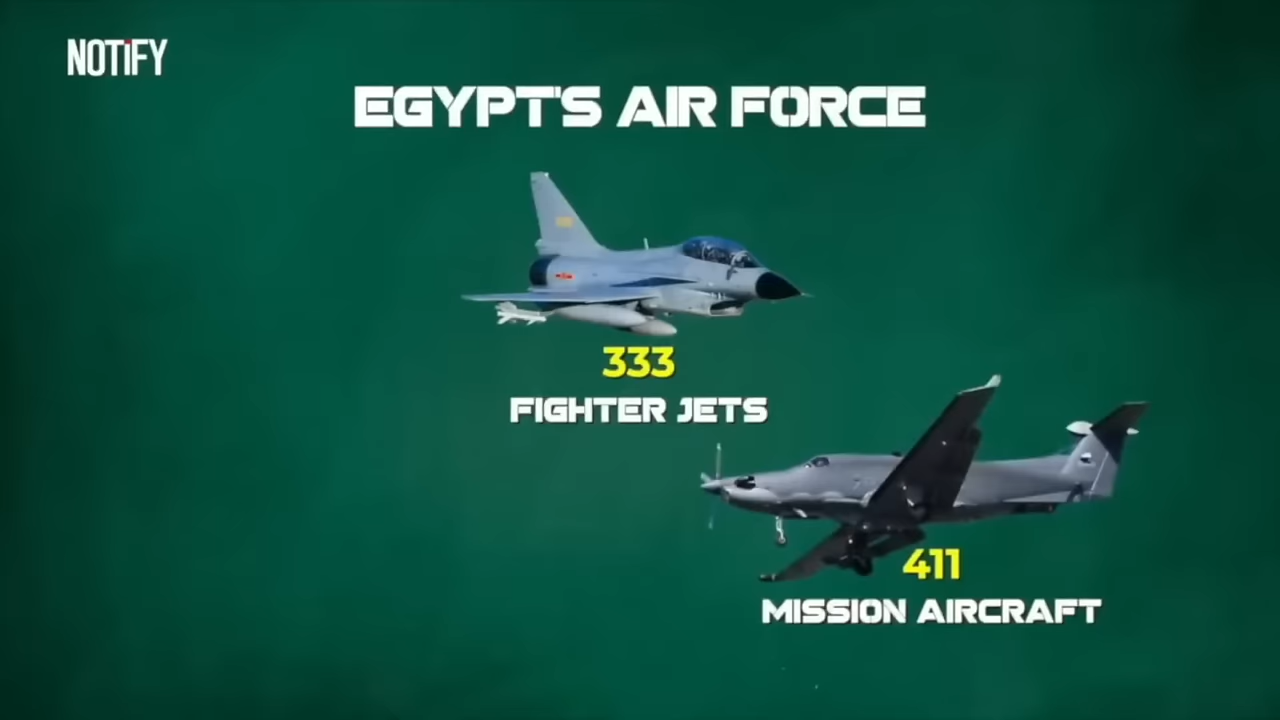 NOTiFY
EGYPT'S AIR FORCE
333
FIGHTER JETS
411
MISSION AIRCRAFT